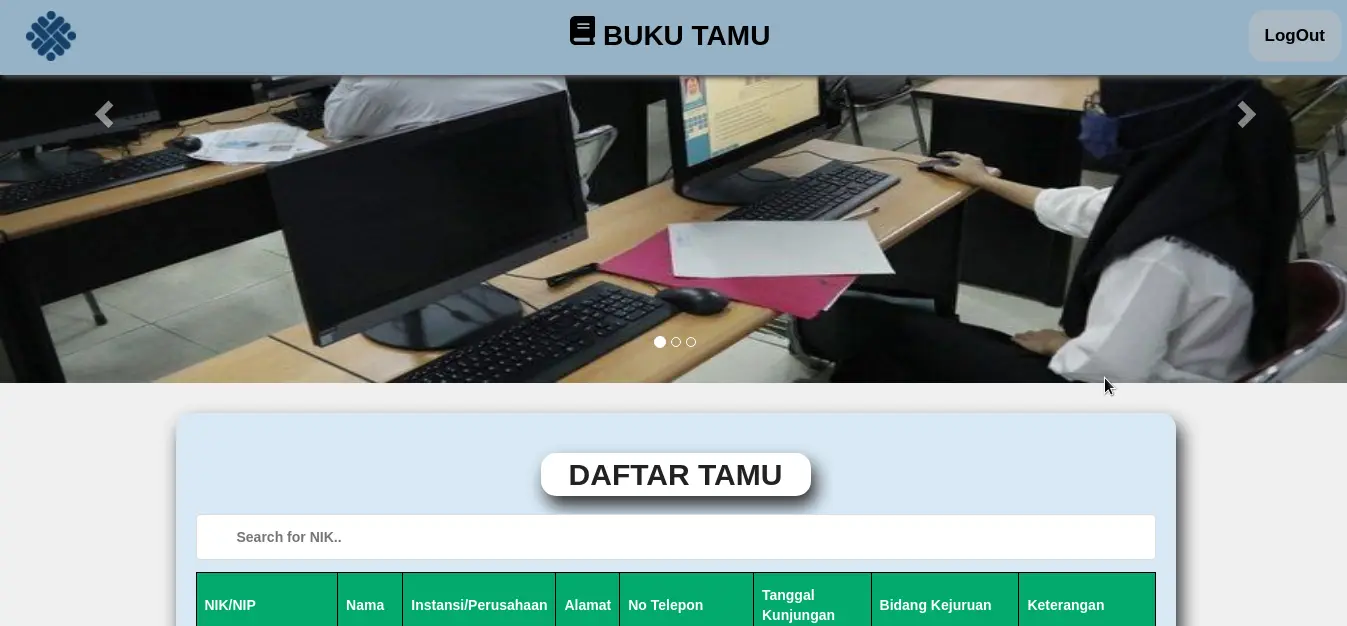 BUKU TAMU
LogOut
DAFTAR TAMU
Search for NIK..
NIK/NIP
Nama
Instansi/Perusahaan
Alamat
No Telepon
Tanggal
Kunjungan
Bidang Kejuruan
Keterangan